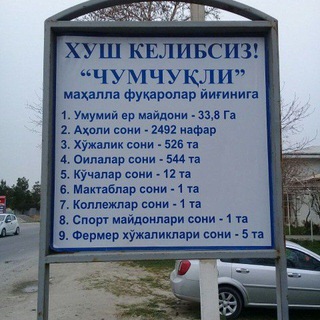 ХУШ КЕЛИБСИЗ!
“ЧУМЧУҚЛИ”
маҳалла фуқаролар йиғинига
1. Умумий ер майдони - 33,8 Га
2. Аҳоли сони - 2492 нафар
3. Хўжалик сони - 526 та
4. Оилалар сони - 544 та
5. Кўчалар сони - 12 та
6. Мактаблар сони - 1 та
7. Коллежлар сони - 1 та
8. Спорт майдонлари сони - 1 та
9. Фермер хўжаликлари сони - 5 та